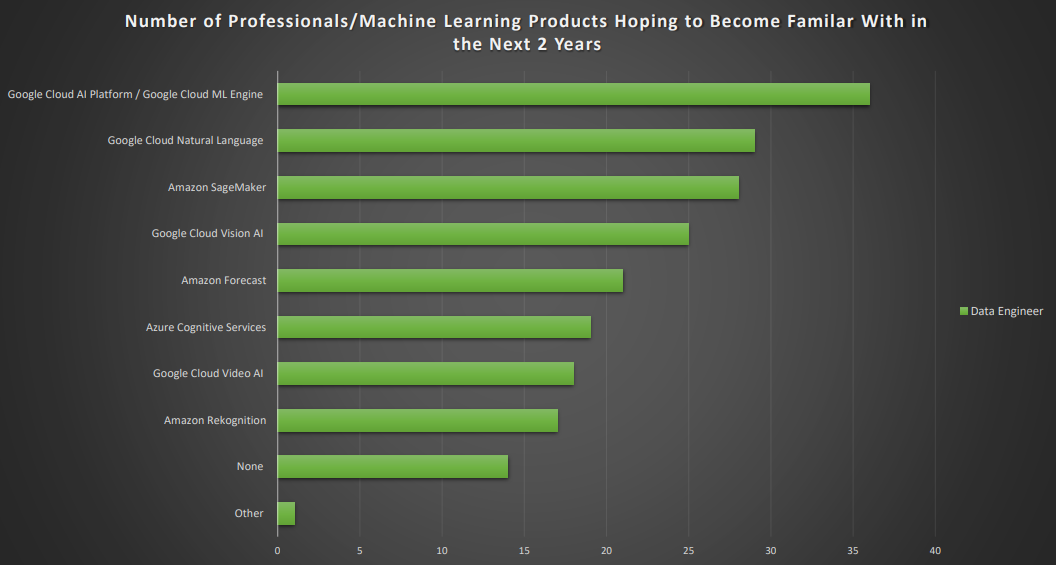 Number of Professionals/Machine Learning Products Hoping to Become Familar With in
the Next 2 Years
Google Cloud AI Platform / Google Cloud ML Engine
Google Cloud Natural Language
Amazon SageMaker
Google Cloud Vision AI
Amazon Forecast
Azure Cognitive Services
Google Cloud Video AI
Amazon Rekognition
None
Other
0 5 10 15 20 25 30 35 40
Data Engineer